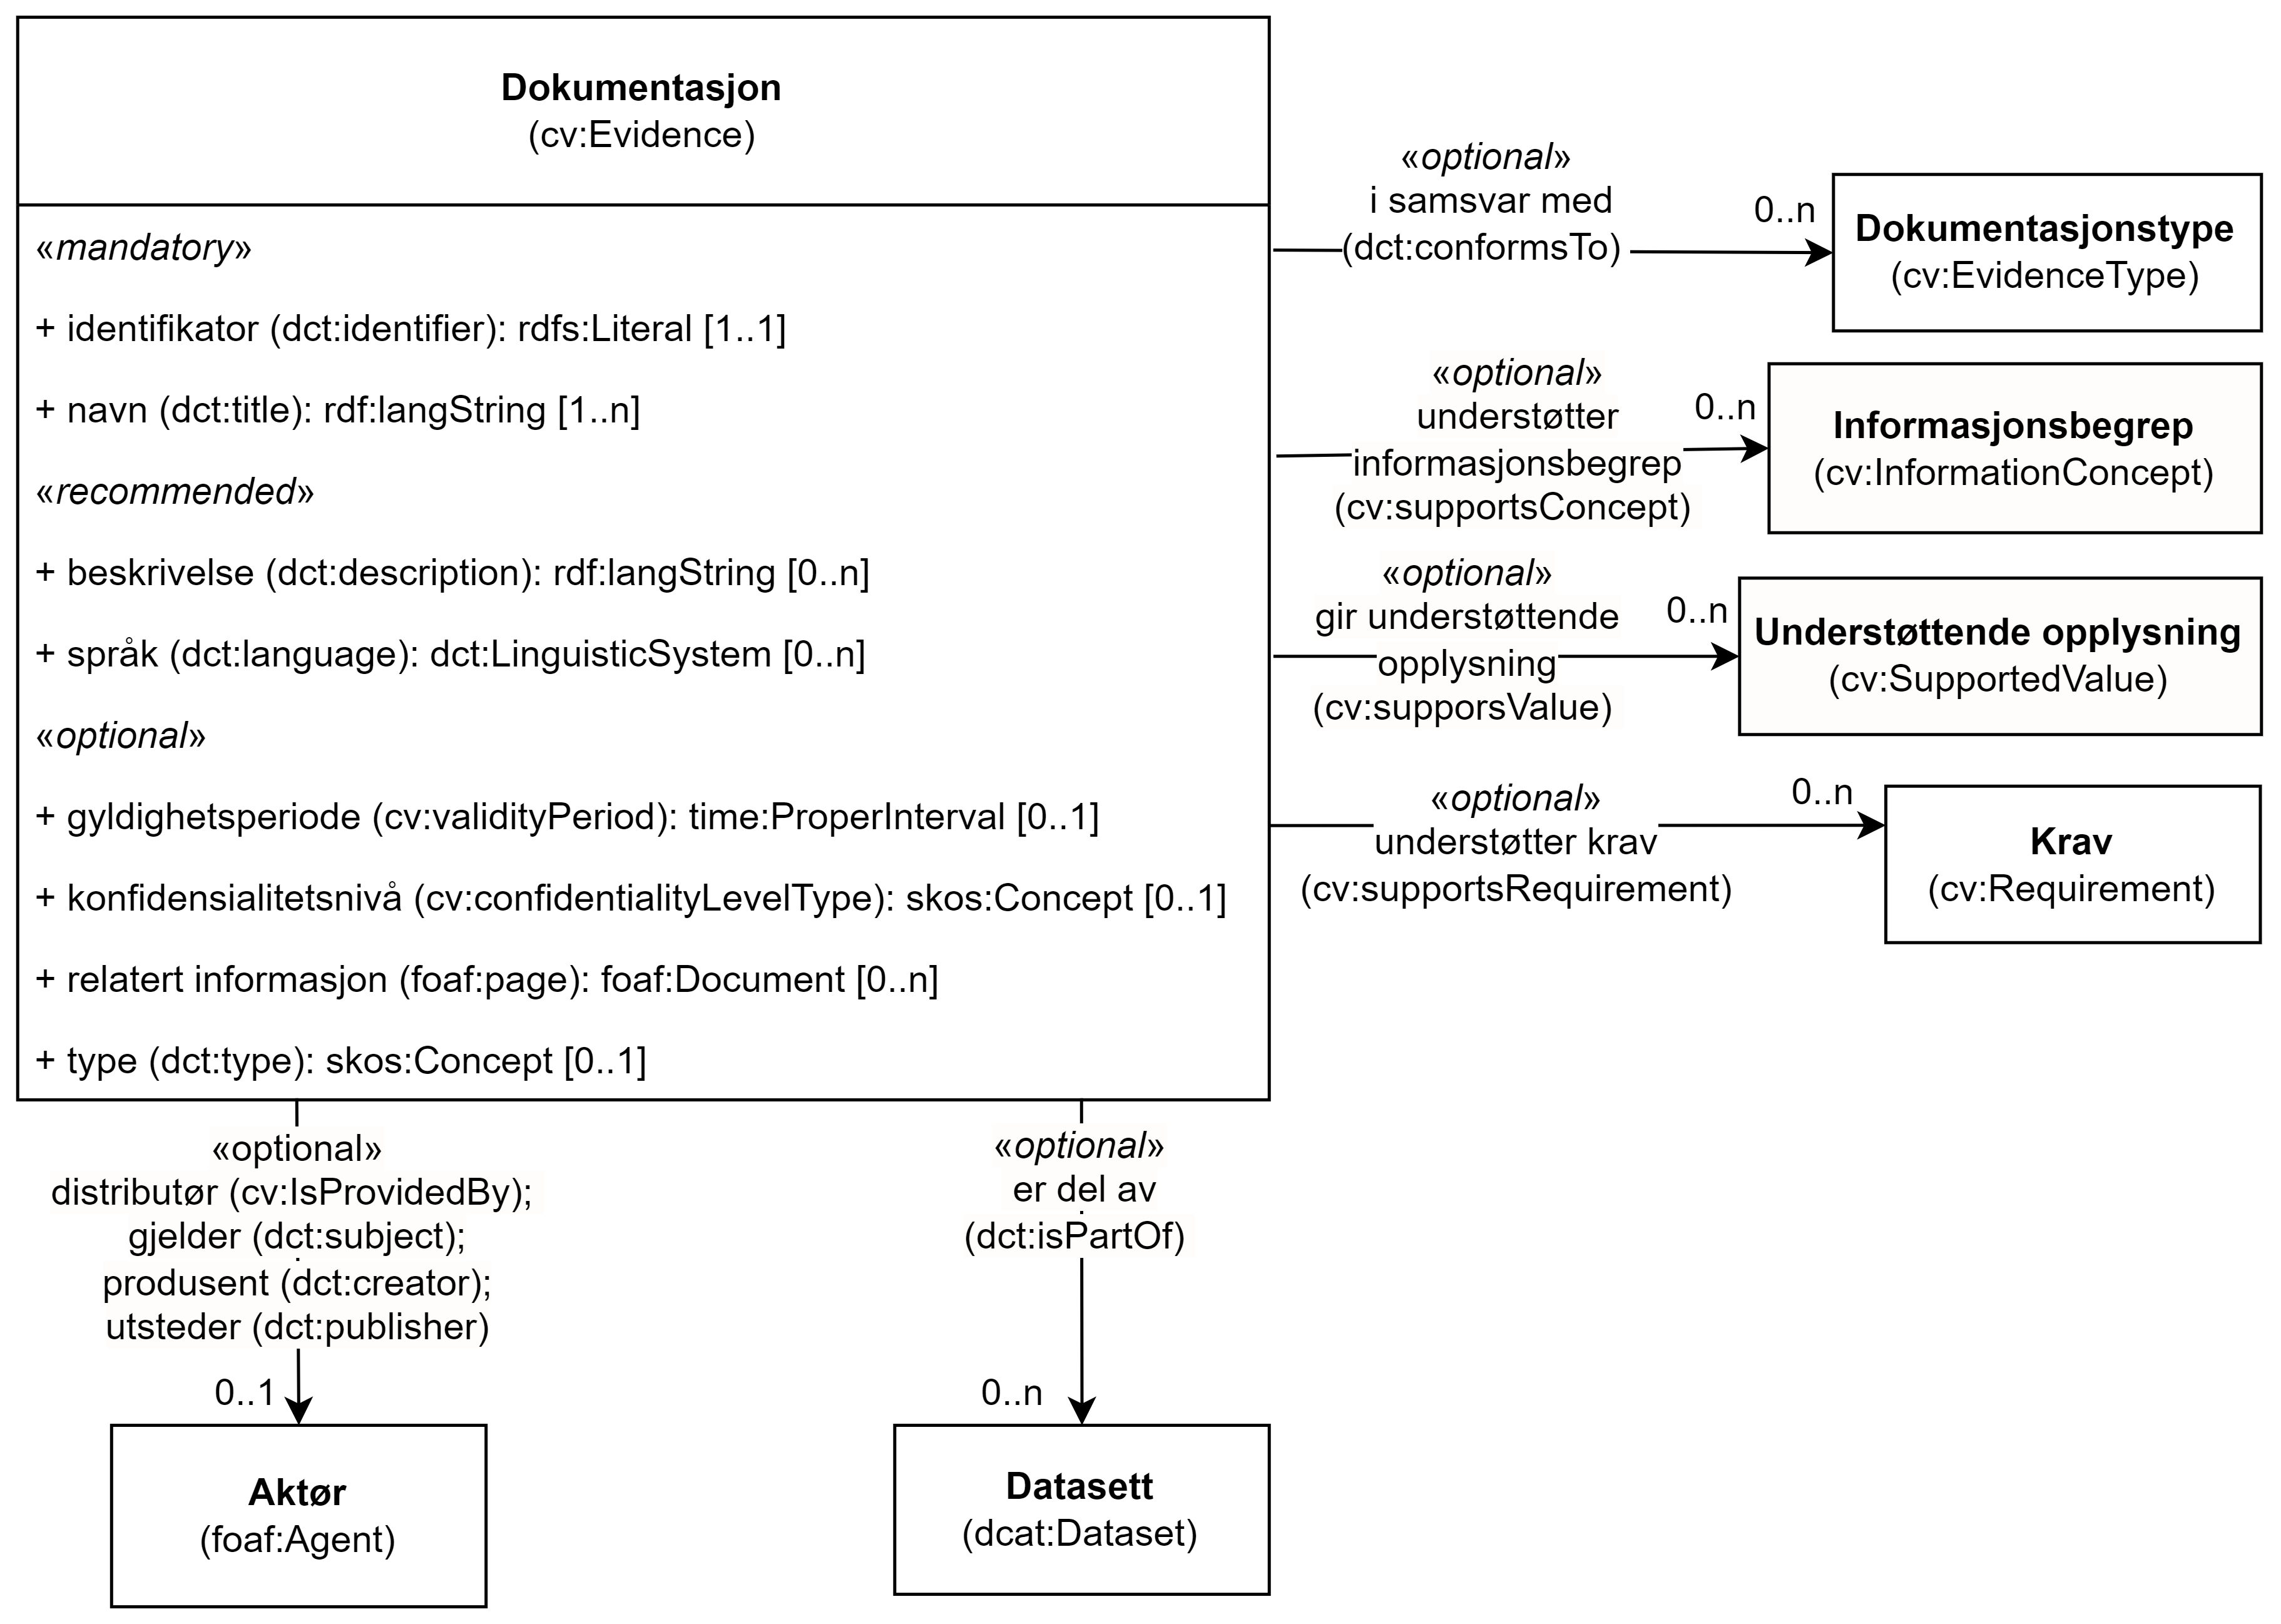 Dokumentasjon
(cv:Evidence)
«mandatory»
+ identifikator (dct:identifier): rdfs:Literal [1..1]
+ navn (dct:title): rdf:langString [1..n]
«recommended»
+ beskrivelse (dct:description): rdf:langString [0..n]
+ språk (dct:language): dct:LinguisticSystem [0..n]
«optional»
+ gyldighetsperiode (cv:validityPeriod): time:ProperInterval [0..1]
+ konfidensialitetsnivå (cv:confidentialityLevelType): skos:Concept [0..1]
+ relatert informasjon (foaf:page): foaf:Document [0..n]
+ type (dct:type): skos:Concept [0..1]
«optional»
i samsvar med
(dct:conformsTo)
0..n
Dokumentasjonstype
(cv:EvidenceType)
«optional»
understøtter
informasjonsbegrep
(cv:supportsConcept)
0..n
Informasjonsbegrep
(cv:InformationConcept)
«optional»
gir understøttende
opplysning
(cv:supporsValue)
0..n
Understøttende opplysning
(cv:SupportedValue)
«optional»
understøtter krav
(cv:supportsRequirement)
0..n
Krav
(cv:Requirement)
«optional»
distributør (cv:IsProvidedBy);
gjelder (dct:subject);
produsent (dct:creator);
utsteder (dct:publisher)
0..1
Aktør
(foaf:Agent)
«optional»
er del av
(dct:isPartOf)
0..n
Datasett
(dcat:Dataset)